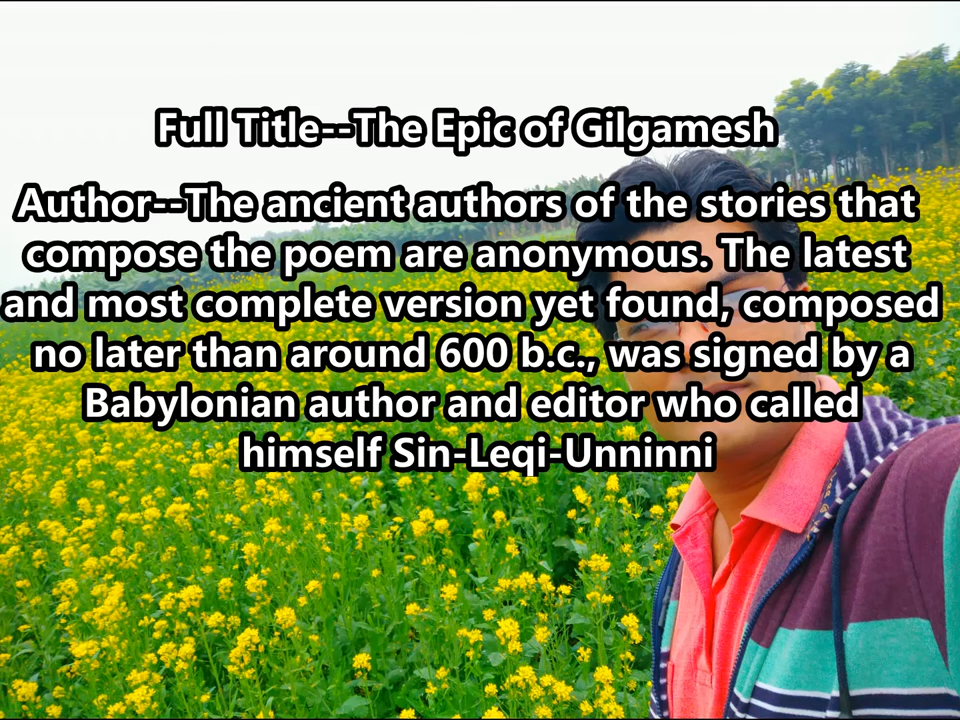 Full Title--The Epic of Gilgamesh
Author--The ancient authors of the stories that
compose the poem are anonymous. The latest
and most complete version yet found, composed
no later than around 600 b.c., was signed by a
Babylonian author and editor who called
himself Sin-Leqi-Unninni